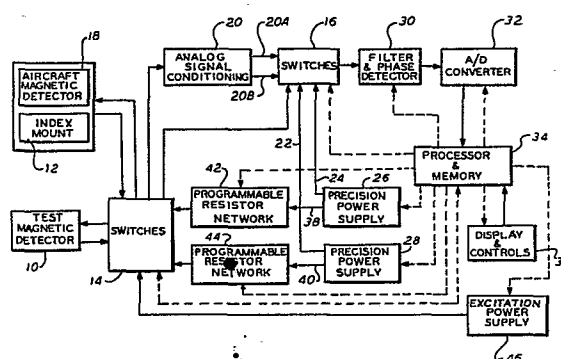 18
AIRCRAFT
MAGNETIC
DETECTOR
INDEX
MOUNT
12
TEST
MAGNETIC
DETECTOR
10
SWITCHES
14
20
ANALOG
SIGNAL
CONDITIONING
20A
20B
16
SWITCHES
30
FILTER
& PHASE
DETECTOR
32
A/D
CONVERTER
22
24
34
PROCESSOR
&
MEMORY
42
PROGRAMMABLE
RESISTOR
NETWORK
38
26
PRECISION
POWER
SUPPLY
44
PROGRAMMABLE
RESISTOR
NETWORK
40
28
PRECISION
POWER
SUPPLY
DISPLAY
&
CONTROLS
EXCITATION
POWER
SUPPLY
46